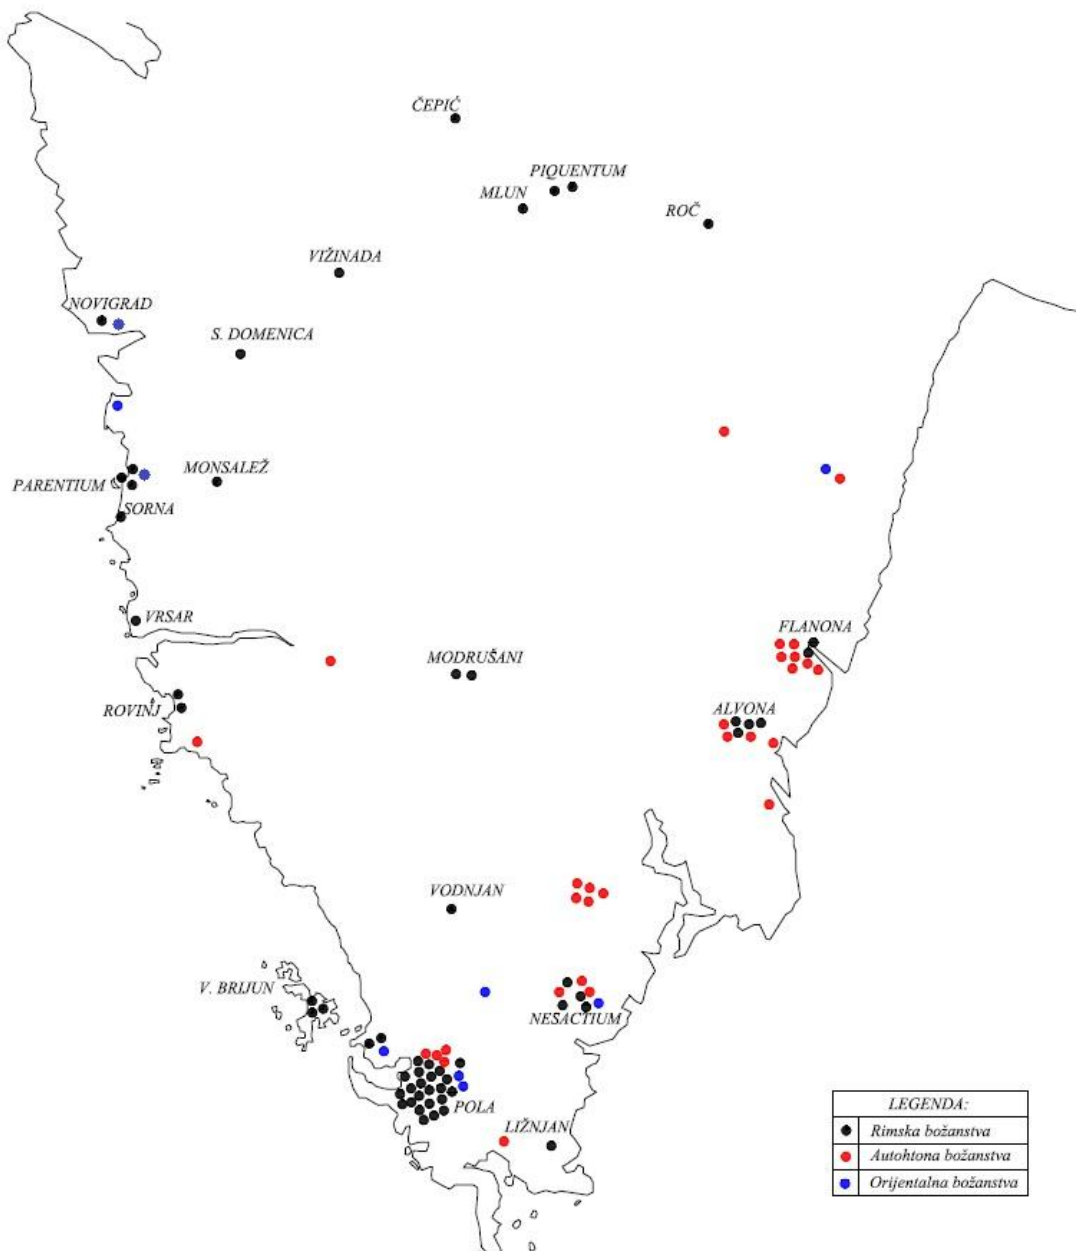 ČEPIĆ
PIQUENTUM
MLUN
ROČ
VIŽINADA
NOVIGRAD
S. DOMENICA
MONSALEŽ
PARENTIUM
SORNA
VRSAR
FLANONA
MODRUŠANI
ROVINJ
ALVONA
VODNJAN
V. BRIJUN
NESACTIUM
POLA
LIŽNJAN
LEGENDA:
Rimska božanstva
Autohtona božanstva
Orijentalna božanstva